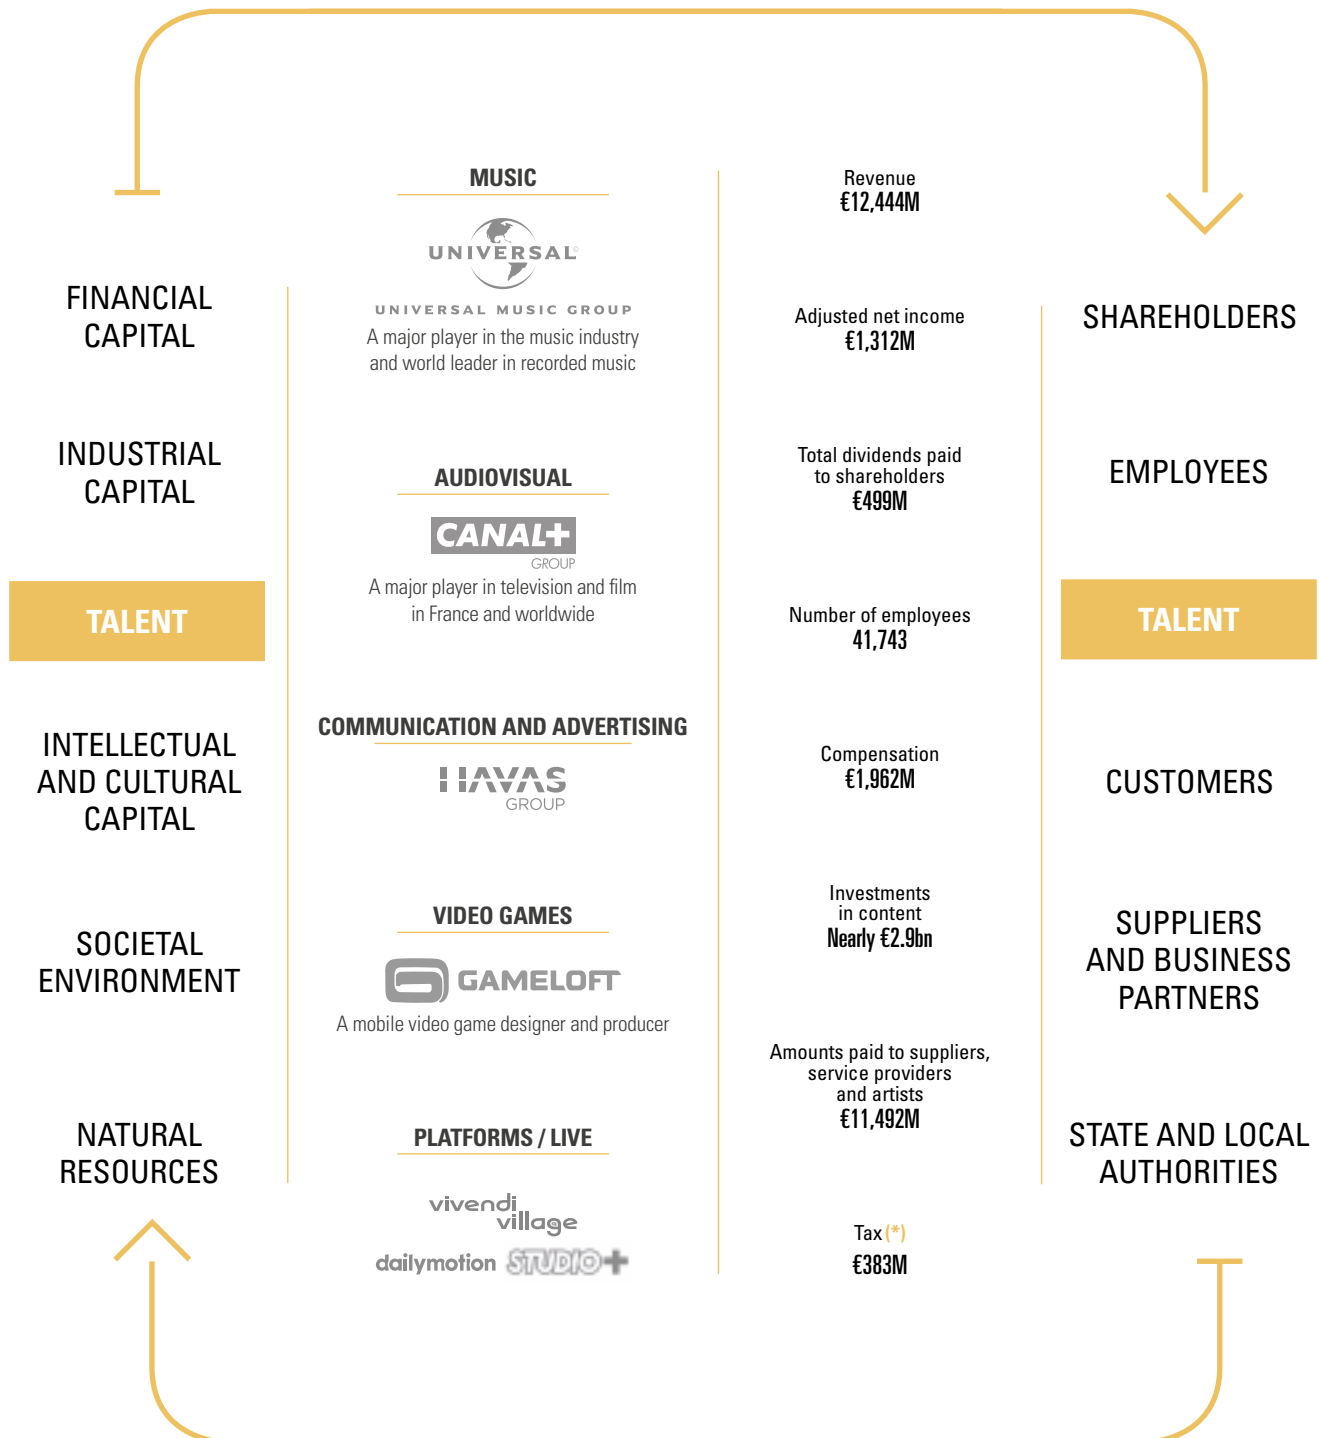 FINANCIAL
CAPITAL
INDUSTRIAL
CAPITAL
TALENT
INTELLECTUAL
AND CULTURAL
CAPITAL
SOCIETAL
ENVIRONMENT
NATURAL
RESOURCES
MUSIC
UNIVERSAL
UNIVERSAL MUSIC GROUP
A major player in the music industry
and world leader in recorded music
AUDIOVISUAL
CANAL+
GROUP
A major player in television and film
in France and worldwide
COMMUNICATION AND ADVERTISING
HAVAS
GROUP
VIDEO GAMES
GAMELOFT
A mobile video game designer and producer
PLATFORMS / LIVE
vivendi
village
dailymotion STUDIO+
Revenue
€12,444M
Adjusted net income
€1,312M
Total dividends paid
to shareholders
€499M
Number of employees
41,743
Compensation
€1,962M
Investments
in content
Nearly €2.9bn
Amounts paid to suppliers,
service providers
and artists
€11,492M
Tax (*)
€383M
SHAREHOLDERS
EMPLOYEES
TALENT
CUSTOMERS
SUPPLIERS
AND BUSINESS
PARTNERS
STATE AND LOCAL
AUTHORITIES